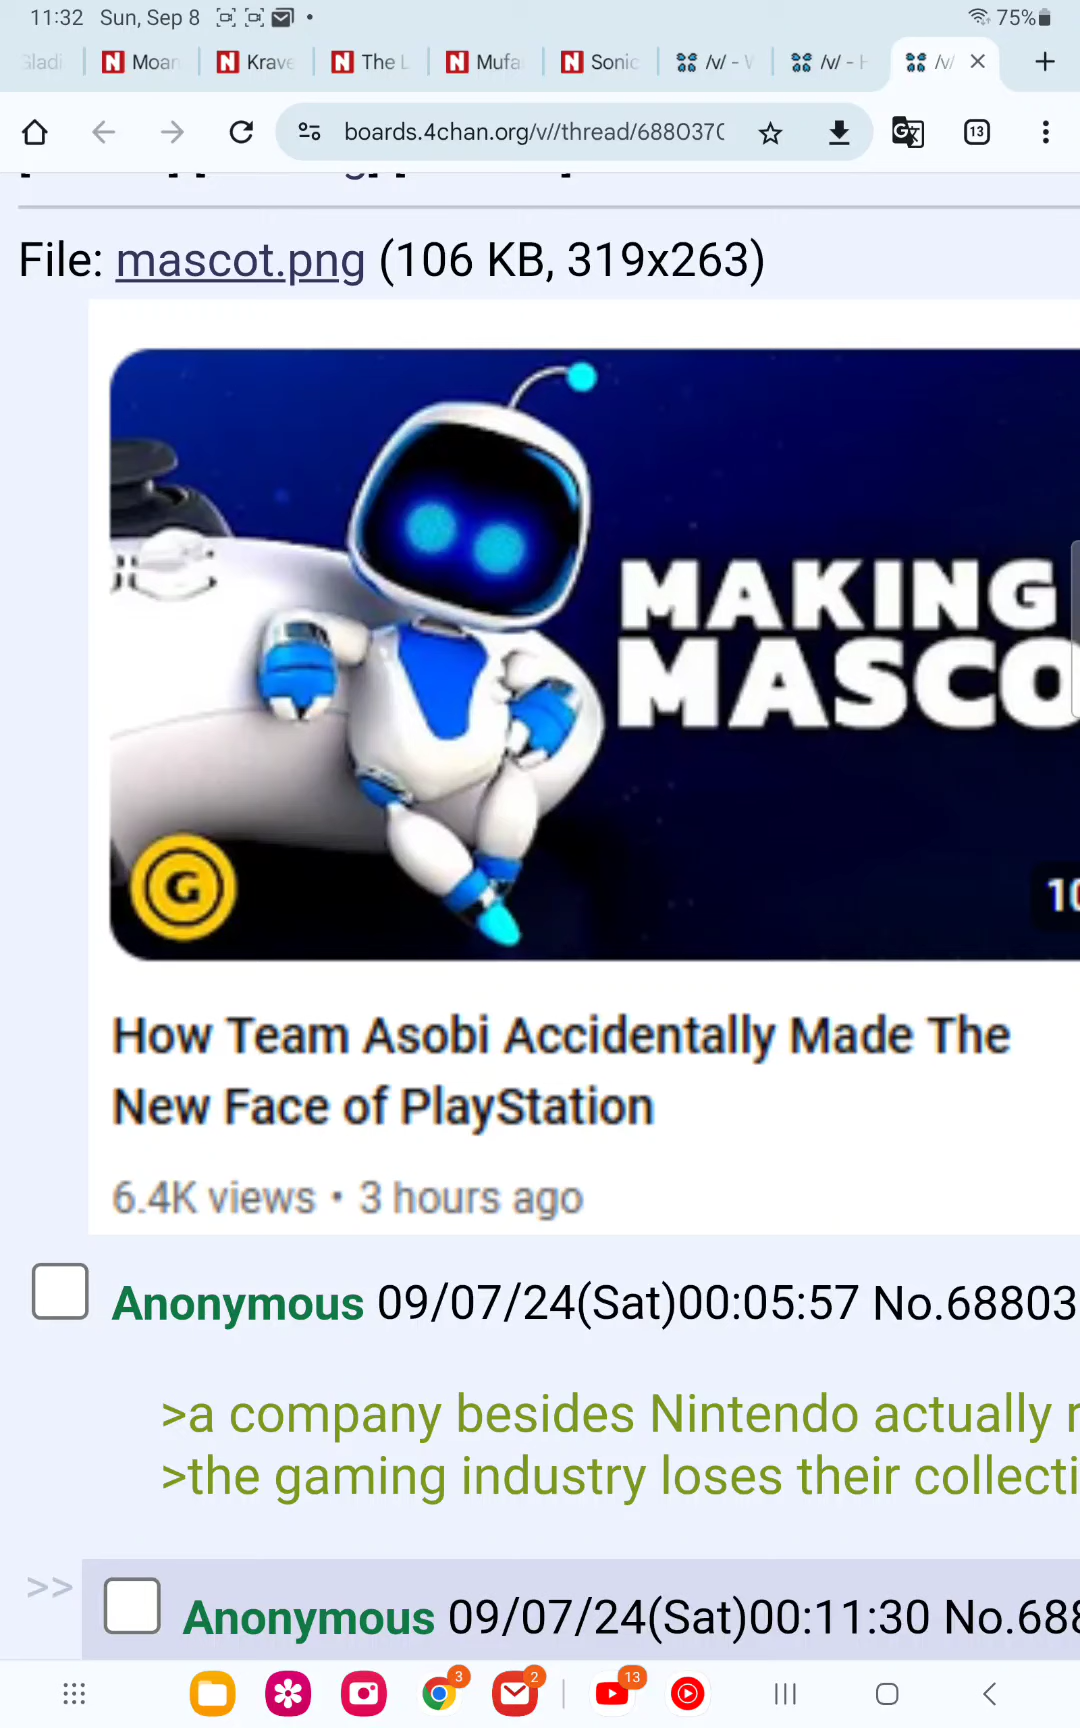 11:32 Sun, Sep 8
75%
Moan
Krave
The L
Mufa
Sonic
/v/ - V
/v/ - H
/v/
boards.4chan.org/v//thread/6880370
13
File: mascot.png (106 KB, 319x263)
MAKING
MASCO
G
10
How Team Asobi Accidentally Made The
New Face of PlayStation
6.4K views • 3 hours ago
Anonymous 09/07/24(Sat)00:05:57 No.68803
>a company besides Nintendo actually
>the gaming industry loses their collecti
>>
Anonymous 09/07/24(Sat)00:11:30 No.688
3
2
13